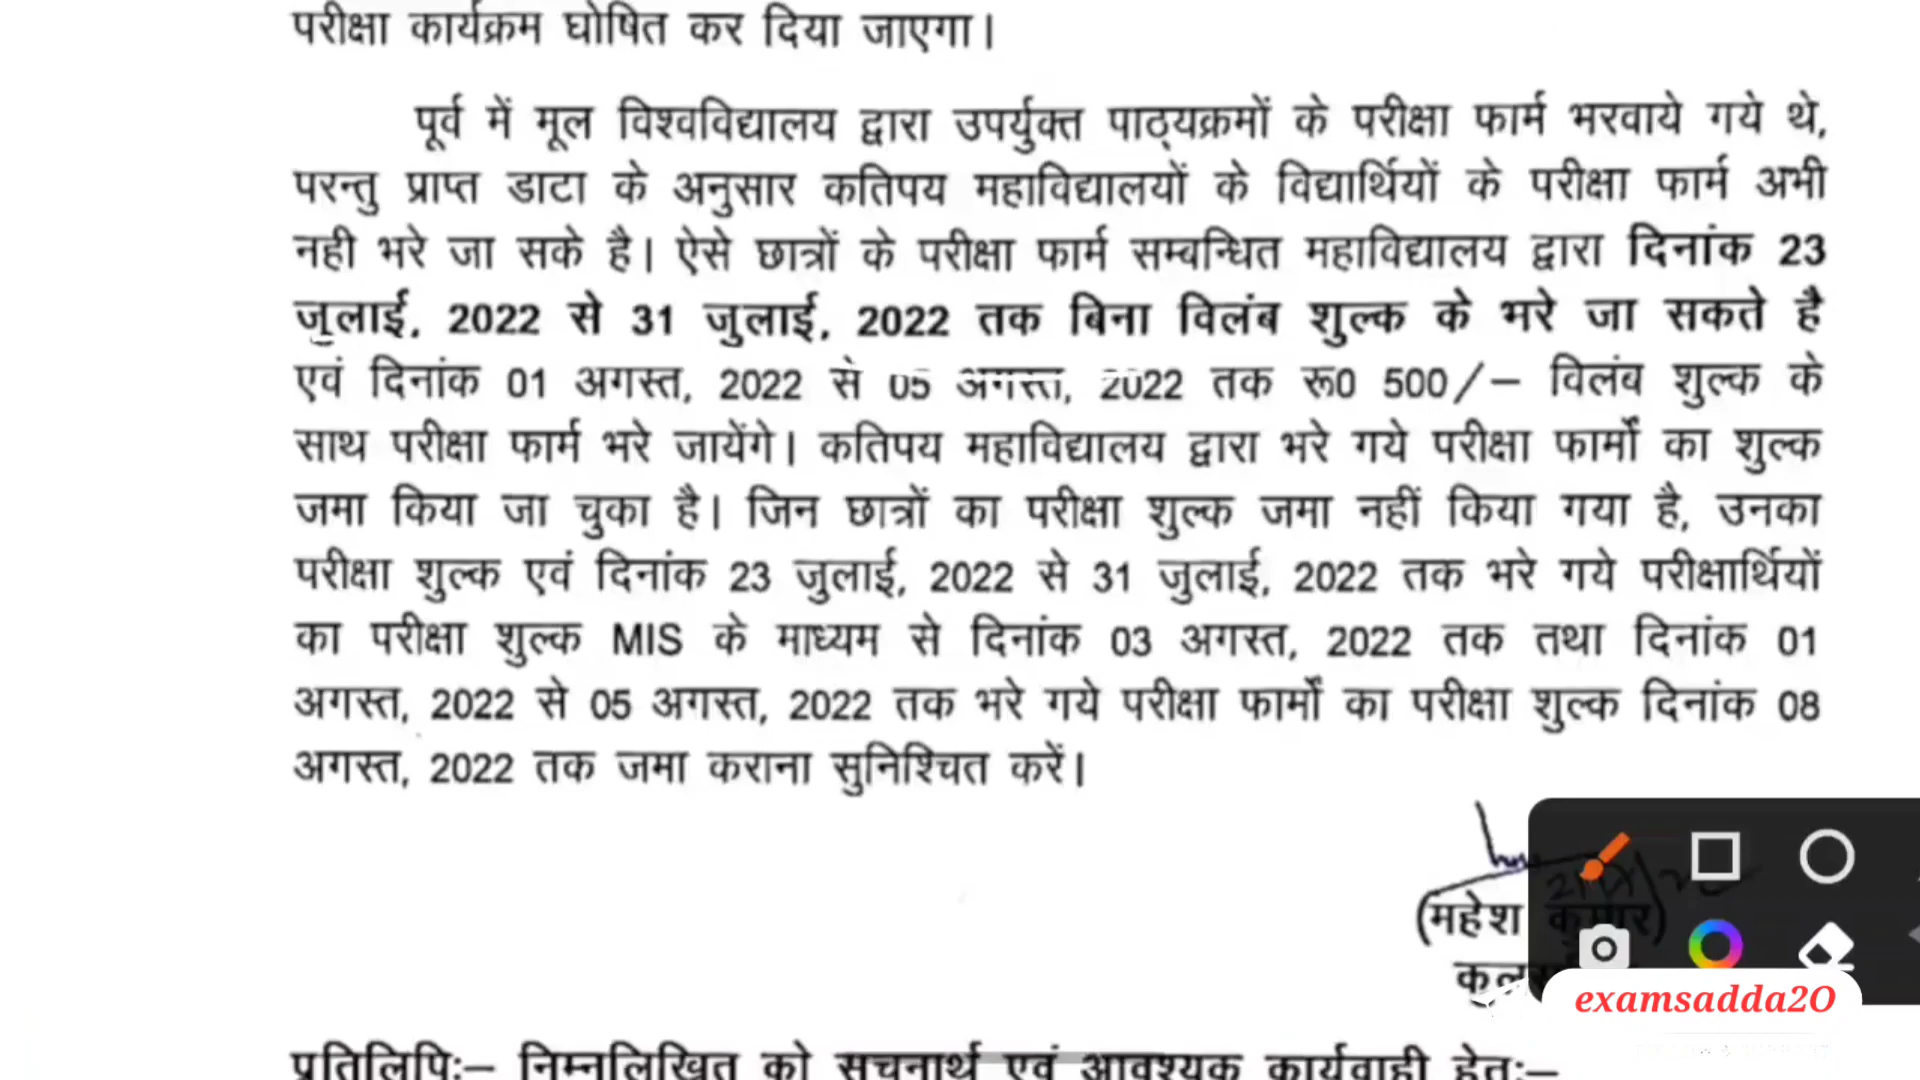 परीक्षा कार्यक्रम घोषित कर दिया जाएगा।
पूर्व में मूल विश्वविद्यालय द्वारा उपर्युक्त पाठ्यक्रमों के परीक्षा फार्म भरवाये गये थे,
परन्तु प्राप्त डाटा के अनुसार कतिपय महाविद्यालयों के विद्यार्थियों के परीक्षा फार्म अभी
नही भरे जा सके है। ऐसे छात्रों के परीक्षा फार्म सम्बन्धित महाविद्यालय द्वारा दिनांक 23
जुलाई, 2022 से 31 जुलाई, 2022 तक बिना विलंब शुल्क के भरे जा सकते है
एवं दिनांक 01 अगस्त, 2022 से 05 अगस्त, 2022 तक रू0 500/– विलंब शुल्क के
साथ परीक्षा फार्म भरे जायेंगे। कतिपय महाविद्यालय द्वारा भरे गये परीक्षा फार्मों का शुल्क
जमा किया जा चुका है। जिन छात्रों का परीक्षा शुल्क जमा नहीं किया गया है, उनका
परीक्षा शुल्क एवं दिनांक 23 जुलाई, 2022 से 31 जुलाई, 2022 तक भरे गये परीक्षार्थियों
का परीक्षा शुल्क MIS के माध्यम से दिनांक 03 अगस्त, 2022 तक तथा दिनांक 01
अगस्त, 2022 से 05 अगस्त, 2022 तक भरे गये परीक्षा फार्मों का परीक्षा शुल्क दिनांक 08
अगस्त, 2022 तक जमा कराना सुनिश्चित करें।
(महेश कुमार)
examsadda20
प्रतिलिपिः– निम्नलिखित को सूचनार्थ एवं आवश्यक कार्यवाही हेतुः–